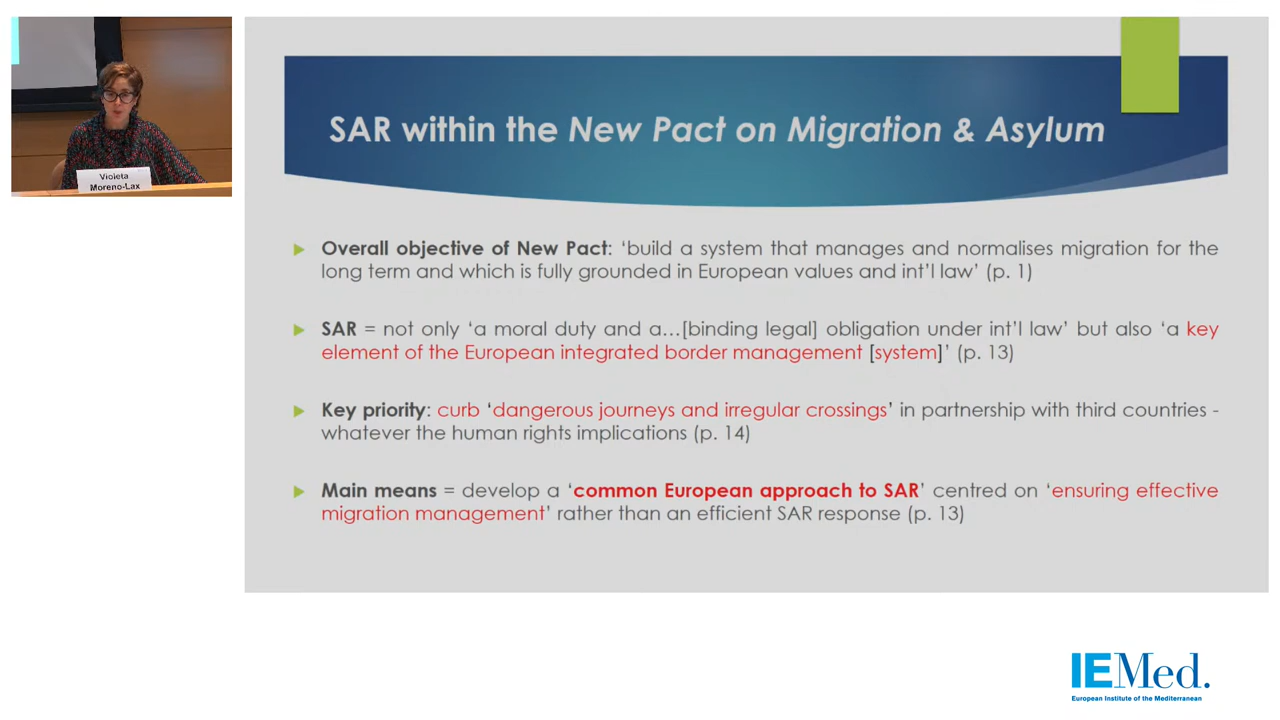 Violeta
Moreno-Lax
SAR within the New Pact on Migration & Asylum
Overall objective of New Pact: ‘build a system that manages and normalises migration for the
long term and which is fully grounded in European values and int’l law’ (p. 1)
SAR = not only ‘a moral duty and a…[binding legal] obligation under int’l law’ but also ‘a key
element of the European integrated border management [system]’ (p. 13)
Key priority: curb ‘dangerous journeys and irregular crossings’ in partnership with third countries -
whatever the human rights implications (p. 14)
Main means = develop a ‘common European approach to SAR’ centred on ‘ensuring effective
migration management’ rather than an efficient SAR response (p. 13)
IEMed.
European Institute of the Mediterranean